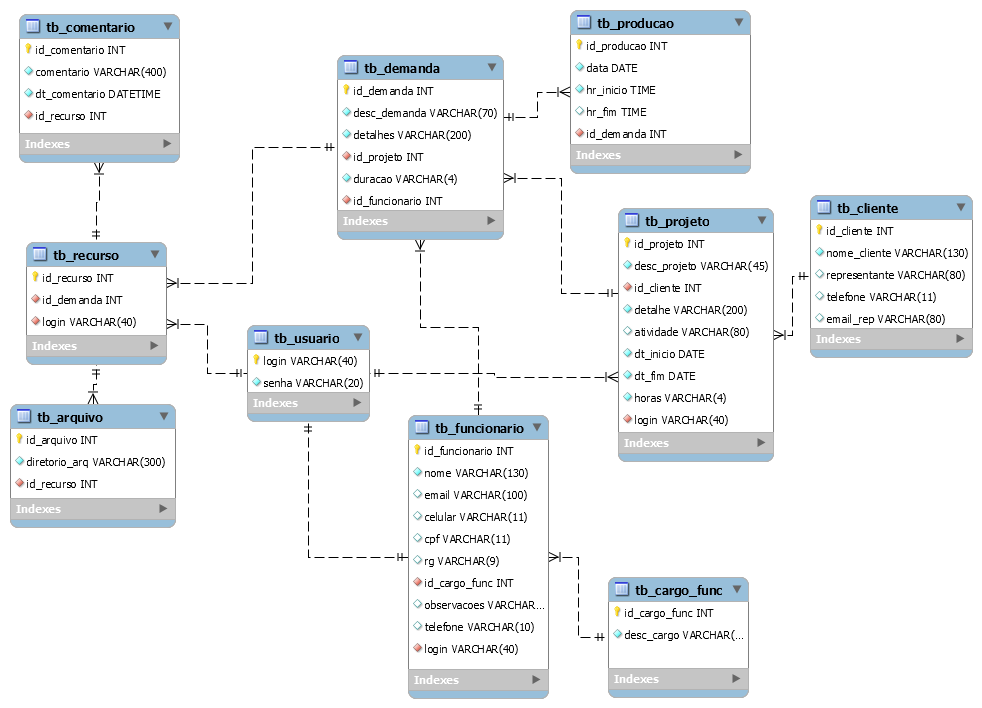 tb_comentario
id_comentario INT
comentario VARCHAR(400)
dt_comentario DATETIME
id_recurso INT
Indexes
tb_demanda
id_demanda INT
desc_demanda VARCHAR(70)
detalhes VARCHAR(200)
id_projeto INT
duracao VARCHAR(4)
id_funcionario INT
Indexes
tb_producao
id_producao INT
data DATE
hr_inicio TIME
hr_fim TIME
id_demanda INT
Indexes
tb_projeto
id_projeto INT
desc_projeto VARCHAR(45)
id_cliente INT
detalhe VARCHAR(200)
atividade VARCHAR(80)
dt_inicio DATE
dt_fim DATE
horas VARCHAR(4)
login VARCHAR(40)
Indexes
tb_cliente
id_cliente INT
nome_cliente VARCHAR(130)
representante VARCHAR(80)
telefone VARCHAR(11)
email_rep VARCHAR(80)
Indexes
tb_recurso
id_recurso INT
id_demanda INT
login VARCHAR(40)
Indexes
tb_usuario
login VARCHAR(40)
senha VARCHAR(20)
Indexes
tb_arquivo
id_arquivo INT
diretorio_arq VARCHAR(300)
id_recurso INT
Indexes
tb_funcionario
id_funcionario INT
nome VARCHAR(130)
email VARCHAR(100)
celular VARCHAR(11)
cpf VARCHAR(11)
rg VARCHAR(9)
id_cargo_func INT
observacoes VARCHAR...
telefone VARCHAR(10)
login VARCHAR(40)
Indexes
tb_cargo_func
id_cargo_func INT
desc_cargo VARCHAR(...
Indexes